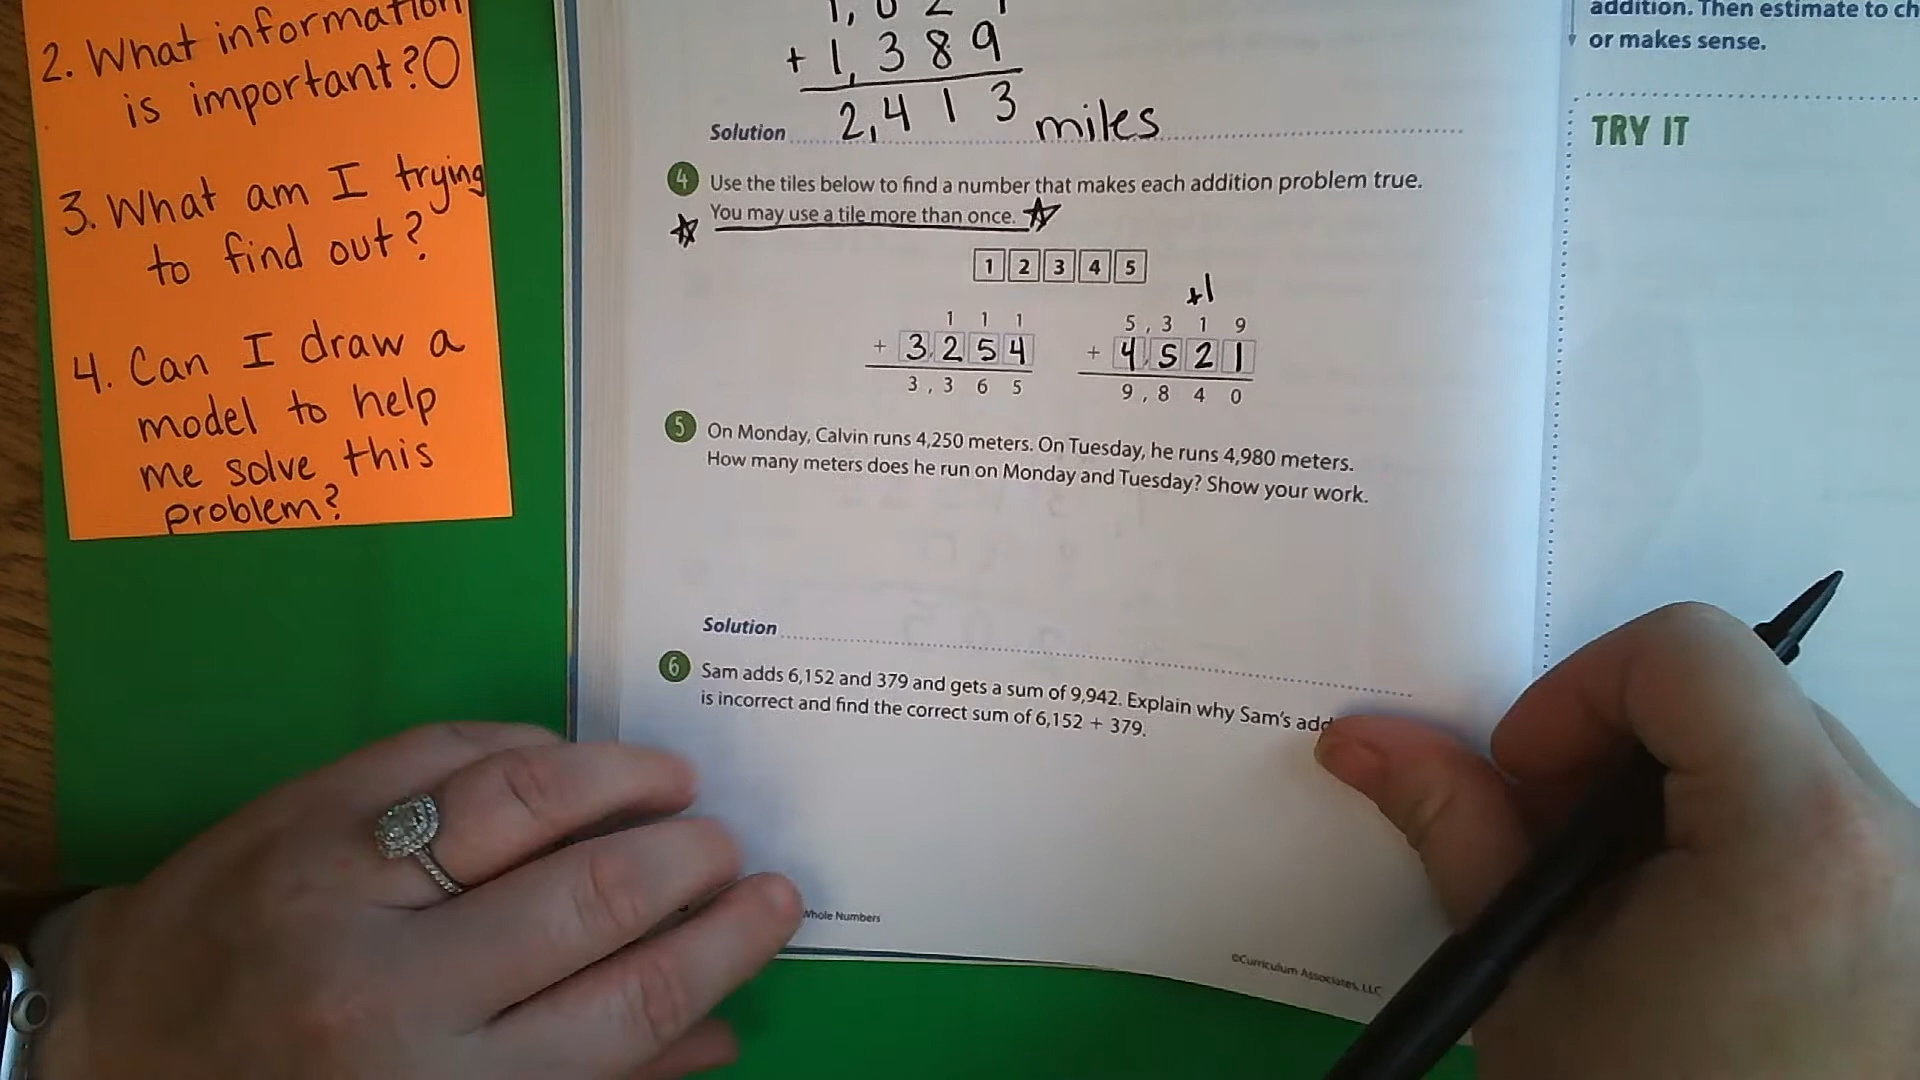 2. What information
is important?
3. What am I trying
to find out?
4. Can I draw a
model to help
me solve this
problem?
+ 1,389
2,413 miles
Solution
4 Use the tiles below to find a number that makes each addition problem true.
You may use a tile more than once.
1 2 3 4 5
+1
1 1 1
+ 3,254
3,365
5,319
+ 4,521
9,840
5 On Monday, Calvin runs 4,250 meters. On Tuesday, he runs 4,980 meters.
How many meters does he run on Monday and Tuesday? Show your work.
Solution
6 Sam adds 6,152 and 379 and gets a sum of 9,942. Explain why Sam's
is incorrect and find the correct sum of 6,152 + 379.
Whole Numbers
©Curriculum Associates, LLC
addition. Then estimate to
or makes sense.
TRY IT